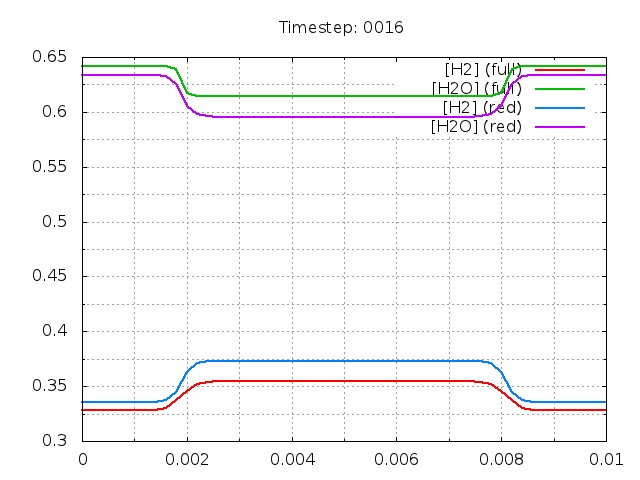 Timestep: 0016
0.65
0.6
0.55
0.5
0.45
0.4
0.35
0.3
[H2] (full)
[H2O] (full)
[H2] (red)
[H2O] (red)
0 0.002 0.004 0.006 0.008 0.01